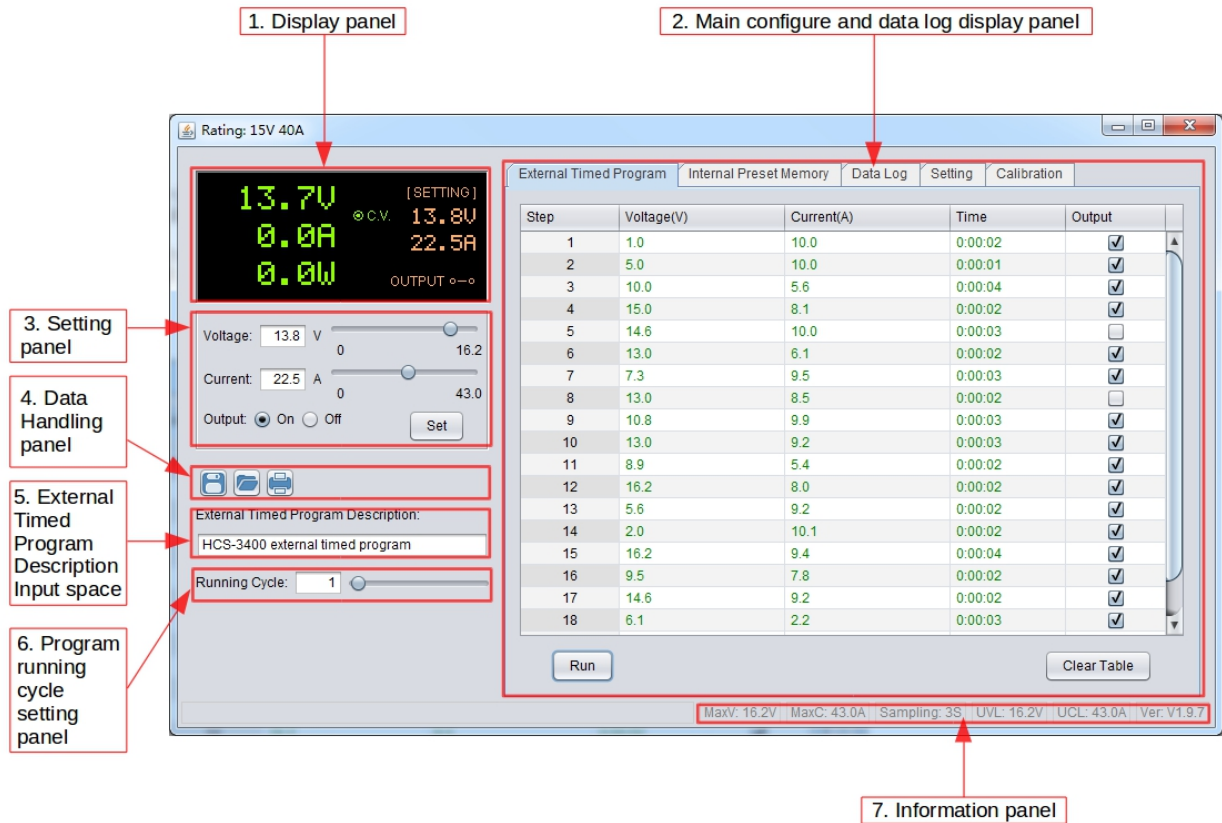 1. Display panel
2. Main configure and data log display panel
Rating: 15V 40A
13.7V
[SETTING]
C.V.
13.8V
0.0A
22.5A
0.0W
OUTPUT
3. Setting
panel
Voltage: 13.8 V
0 16.2
Current: 22.5 A
0 43.0
Output: On Off
Set
4. Data
Handling
panel
5. External
Timed
Program
Description
Input space
External Timed Program Description:
HCS-3400 external timed program
6. Program
running
cycle
setting
panel
Running Cycle: 1
External Timed Program Internal Preset Memory Data Log Setting Calibration
Step Voltage(V) Current(A) Time Output
1 1.0 10.0 0:00:02
2 5.0 10.0 0:00:01
3 10.0 5.6 0:00:04
4 15.0 8.1 0:00:02
5 14.6 10.0 0:00:03
6 13.0 6.1 0:00:02
7 7.3 9.5 0:00:03
8 13.0 8.5 0:00:02
9 10.8 9.9 0:00:03
10 13.0 9.2 0:00:03
11 8.9 5.4 0:00:02
12 16.2 8.0 0:00:02
13 5.6 9.2 0:00:02
14 2.0 10.1 0:00:02
15 16.2 9.4 0:00:04
16 9.5 7.8 0:00:02
17 14.6 9.2 0:00:02
18 6.1 2.2 0:00:03
Run Clear Table
MaxV: 16.2V MaxC: 43.0A Sampling: 3S UVL: 16.2V UCL: 43.0A Ver: V1.9.7
7. Information panel